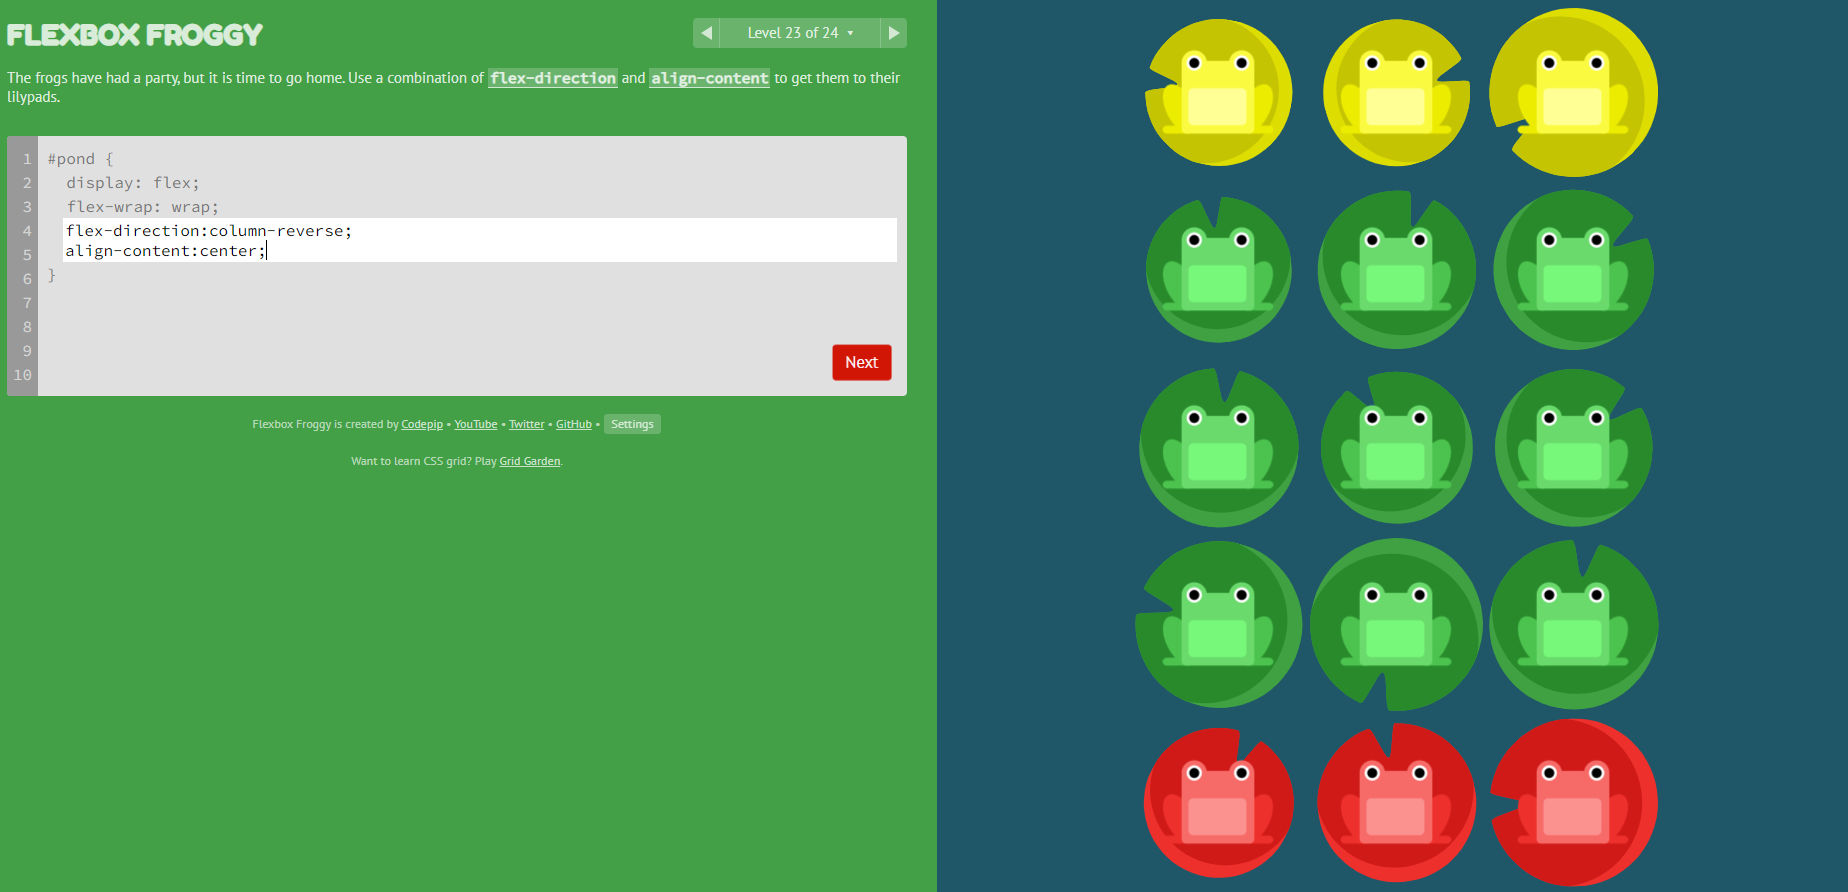 FLEXBOX FROGGY
◀ Level 23 of 24 ▾ ▶
The frogs have had a party, but it is time to go home. Use a combination of flex-direction and align-content to get them to their
lilypads.
1 #pond {
2 display: flex;
3 flex-wrap: wrap;
4 flex-direction:column-reverse;
5 align-content:center;
6 }
7
8
9
10
Next
Flexbox Froggy is created by Codepip • YouTube • Twitter • GitHub • Settings
Want to learn CSS grid? Play Grid Garden.